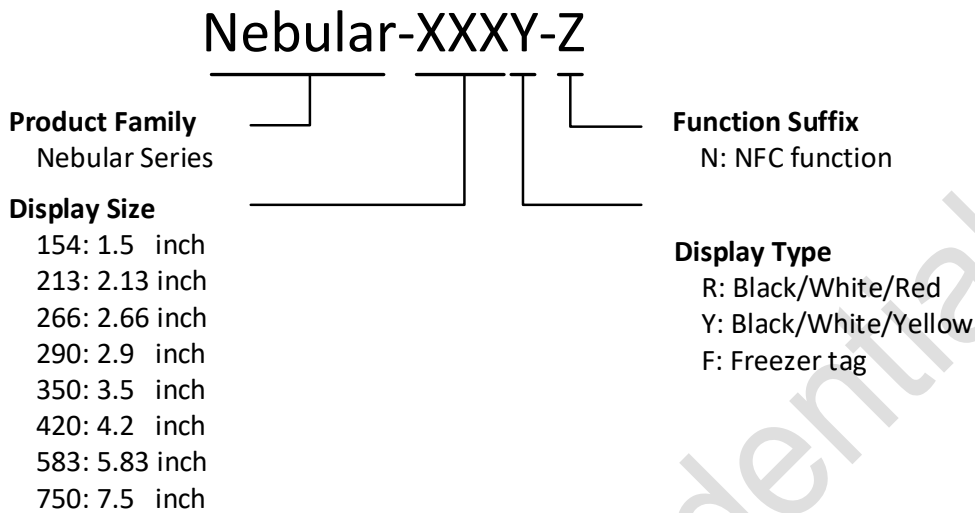 Nebular-XXXY-Z
Product Family
Nebular Series
Display Size
154: 1.5 inch
213: 2.13 inch
266: 2.66 inch
290: 2.9 inch
350: 3.5 inch
420: 4.2 inch
583: 5.83 inch
750: 7.5 inch
Function Suffix
N: NFC function
Display Type
R: Black/White/Red
Y: Black/White/Yellow
F: Freezer tag